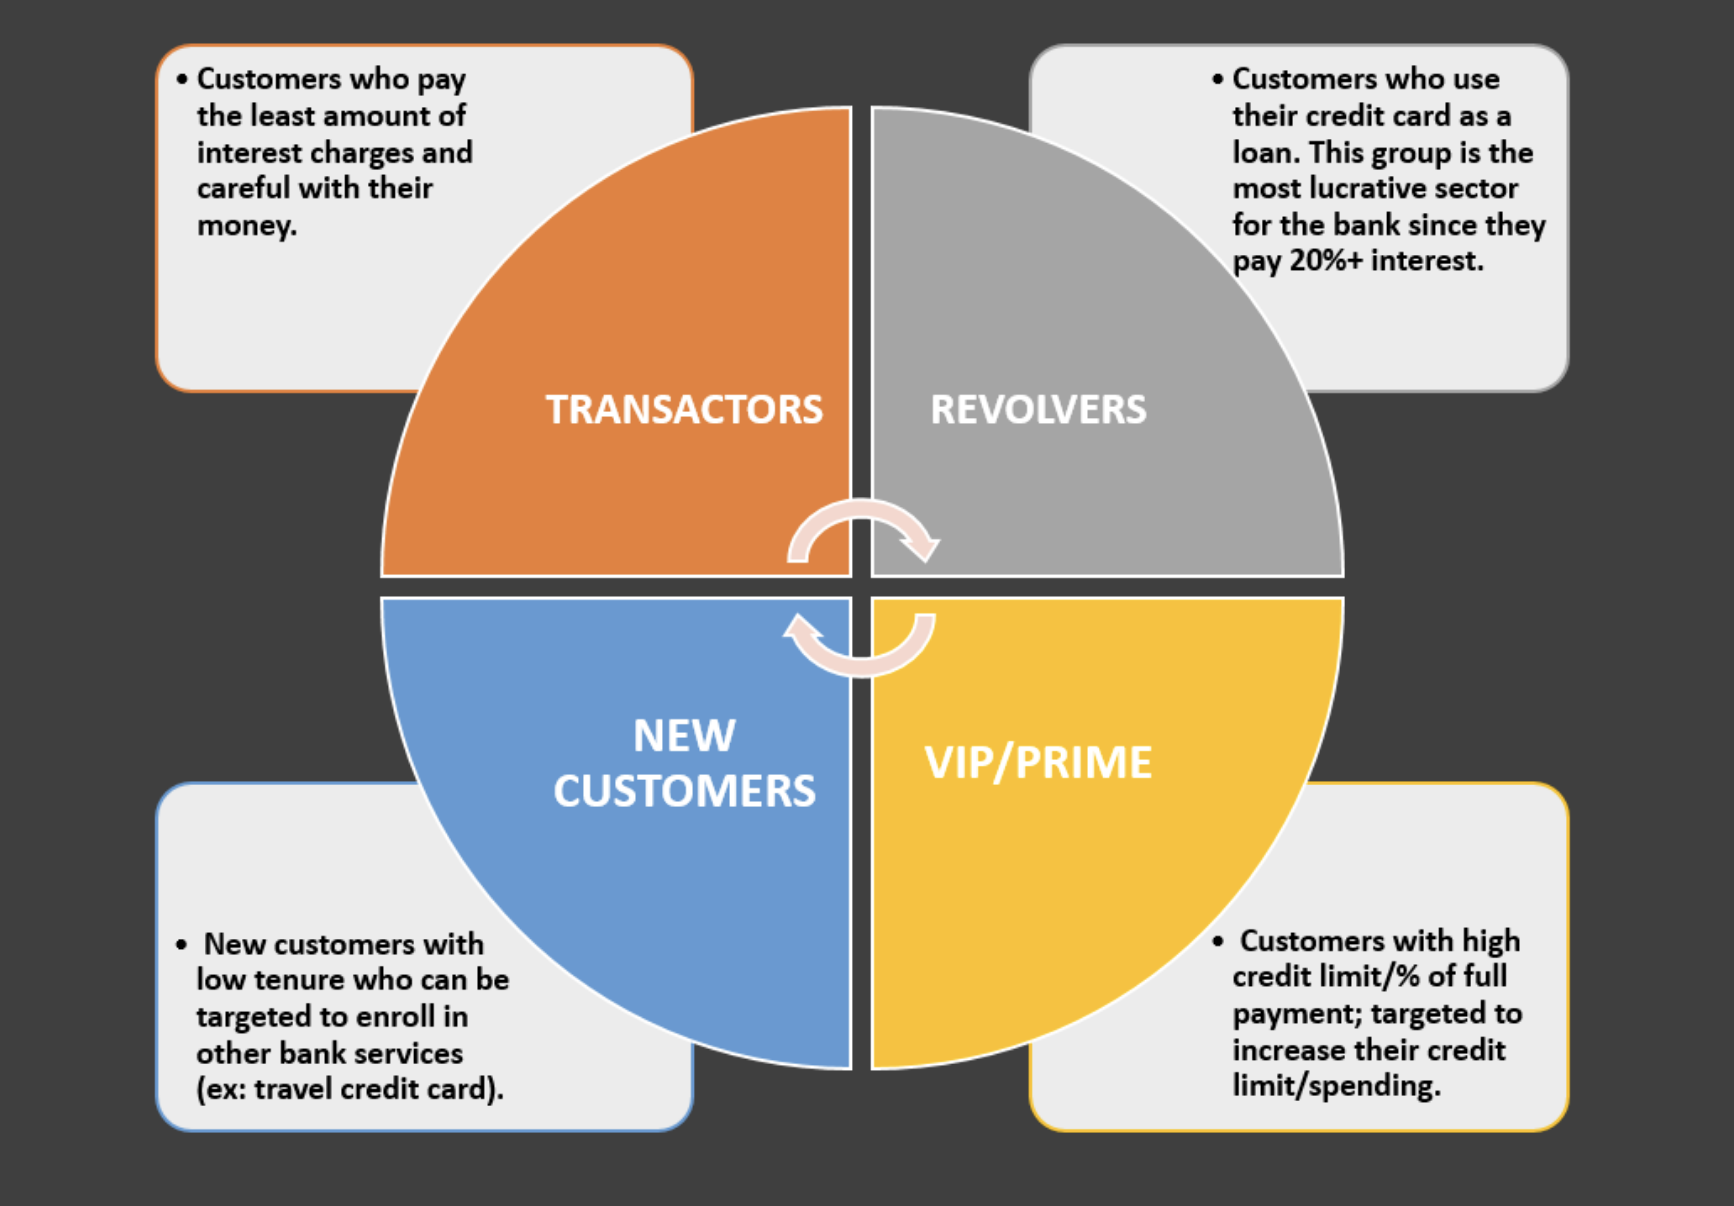 • Customers who pay
the least amount of
interest charges and
careful with their
money.
• Customers who use
their credit card as a
loan. This group is the
most lucrative sector
for the bank since they
pay 20%+ interest.
TRANSACTORS
REVOLVERS
NEW
CUSTOMERS
VIP/PRIME
• New customers with
low tenure who can be
targeted to enroll in
other bank services
(ex: travel credit card).
• Customers with high
credit limit/% of full
payment; targeted to
increase their credit
limit/spending.